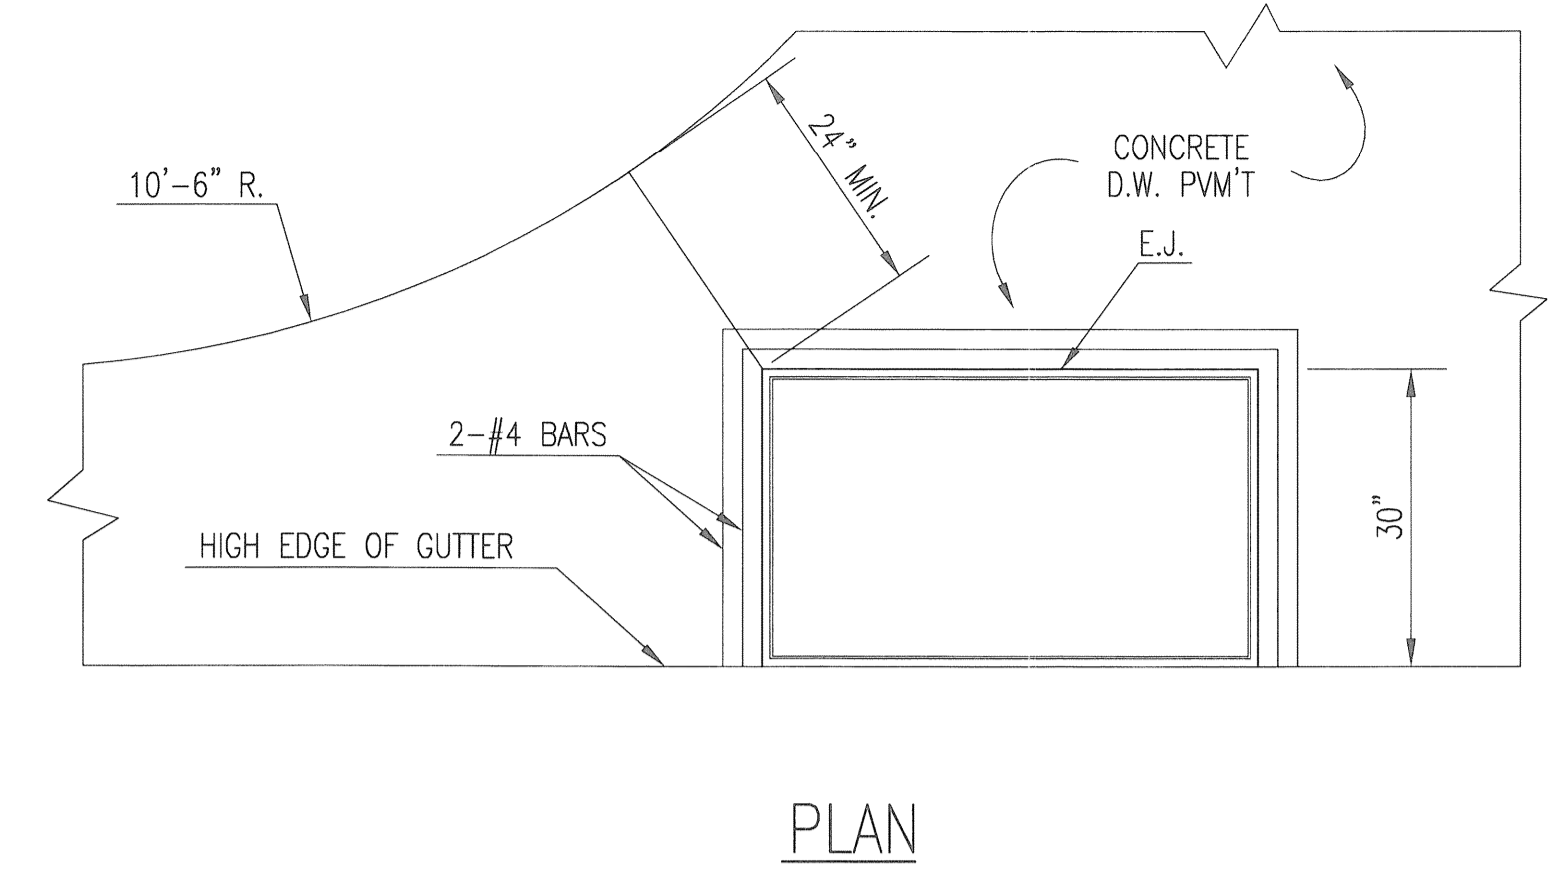 10'-6" R.
24" MIN.
CONCRETE
D.W. PVM'T
E.J.
2-#4 BARS
HIGH EDGE OF GUTTER
30"
PLAN